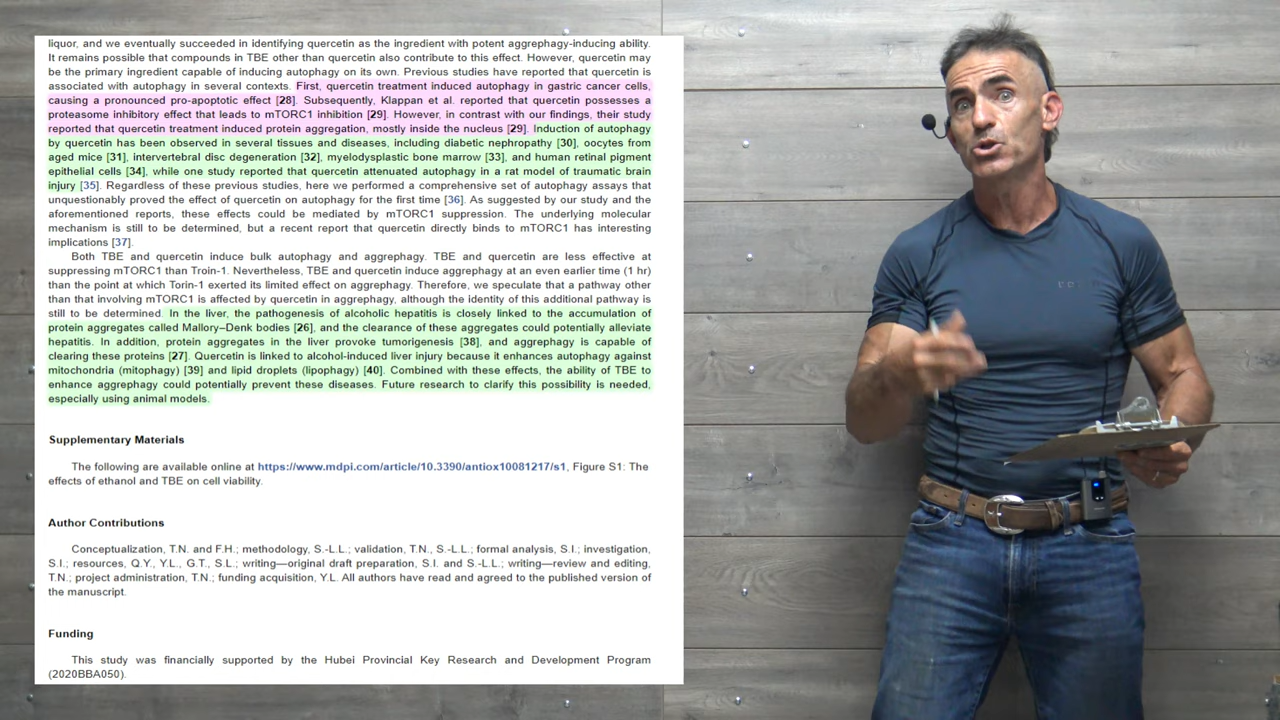 liquor, and we eventually succeeded in identifying quercetin as the ingredient with potent aggrephagy-inducing ability.
It remains possible that compounds in TBE other than quercetin also contribute to this effect. However, quercetin may
be the primary ingredient capable of inducing autophagy on its own. Previous studies have reported that quercetin is
associated with autophagy in several contexts. First, quercetin treatment induced autophagy in gastric cancer cells,
causing a pronounced pro-apoptotic effect [28]. Subsequently, Klappan et al. reported that quercetin possesses a
proteasome inhibitory effect that leads to mTORC1 inhibition [29]. However, in contrast with our findings, their study
reported that quercetin treatment induced protein aggregation, mostly inside the nucleus [29]. Induction of autophagy
by quercetin has been observed in several tissues and diseases, including diabetic nephropathy [30], oocytes from
aged mice [31], intervertebral disc degeneration [32], myelodysplastic bone marrow [33], and human retinal pigment
epithelial cells [34], while one study reported that quercetin attenuated autophagy in a rat model of traumatic brain
injury [35]. Regardless of these previous studies, here we performed a comprehensive set of autophagy assays that
unquestionably proved the effect of quercetin on autophagy for the first time [36]. As suggested by our study and the
aforementioned reports, these effects could be mediated by mTORC1 suppression. The underlying molecular
mechanism is still to be determined, but a recent report that quercetin directly binds to mTORC1 has interesting
implications [37].
Both TBE and quercetin induce bulk autophagy and aggrephagy. TBE and quercetin are less effective at
suppressing mTORC1 than Troin-1. Nevertheless, TBE and quercetin induce aggrephagy at an even earlier time (1 hr)
than the point at which Torin-1 exerted its limited effect on aggrephagy. Therefore, we speculate that a pathway other
than that involving mTORC1 is affected by quercetin in aggrephagy, although the identity of this additional pathway is
still to be determined. In the liver, the pathogenesis of alcoholic hepatitis is closely linked to the accumulation of
protein aggregates called Mallory–Denk bodies [26], and the clearance of these aggregates could potentially alleviate
hepatitis. In addition, protein aggregates in the liver provoke tumorigenesis [38], and aggrephagy is capable of
clearing these proteins [27]. Quercetin is linked to alcohol-induced liver injury because it enhances autophagy against
mitochondria (mitophagy) [39] and lipid droplets (lipophagy) [40]. Combined with these effects, the ability of TBE to
enhance aggrephagy could potentially prevent these diseases. Future research to clarify this possibility is needed,
especially using animal models.
Supplementary Materials
The following are available online at https://www.mdpi.com/article/10.3390/antiox10081217/s1, Figure S1: The
effects of ethanol and TBE on cell viability.
Author Contributions
Conceptualization, T.N. and F.H.; methodology, S.-L.L.; validation, T.N., S.-L.L.; formal analysis, S.I.; investigation,
S.I.; resources, Q.Y., Y.L., G.T., S.L.; writing—original draft preparation, S.I. and S.-L.L.; writing—review and editing,
T.N.; project administration, T.N.; funding acquisition, Y.L. All authors have read and agreed to the published version of
the manuscript.
Funding
This study was financially supported by the Hubei Provincial Key Research and Development Program
(2020BBA050).